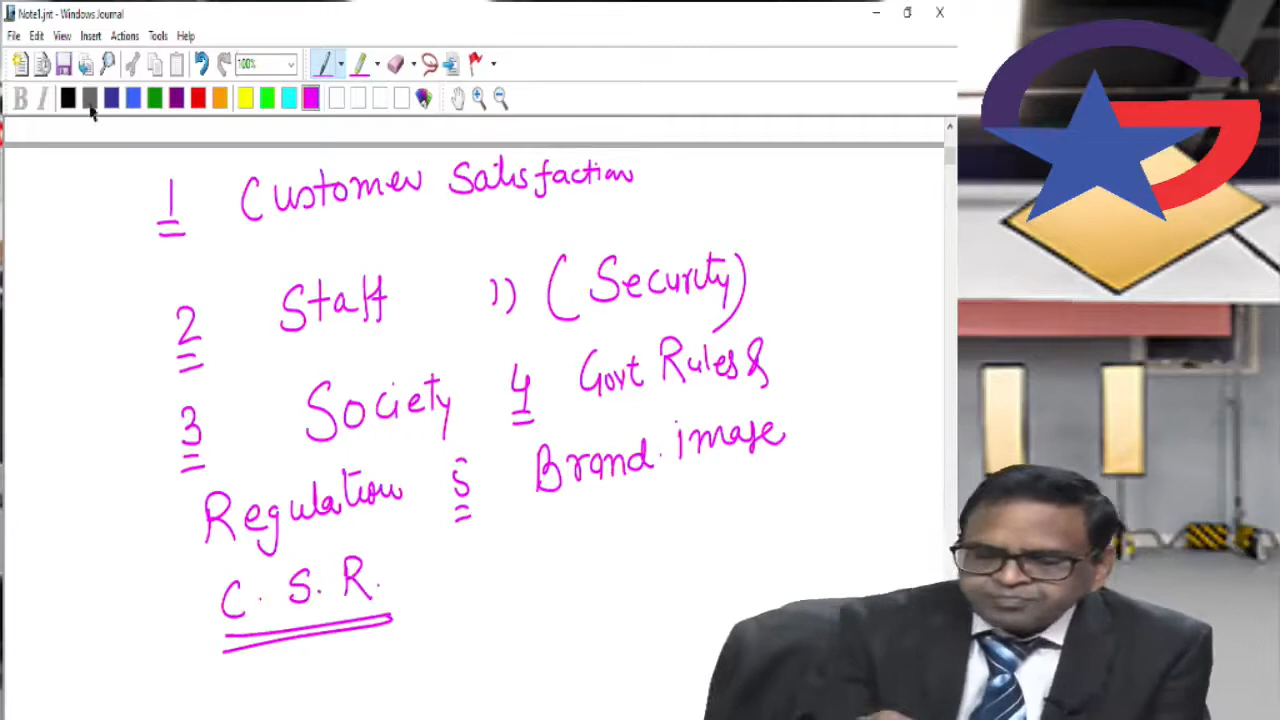 Note1.jnt - Windows Journal
File Edit View Insert Actions Tools Help
100%
B I
1 Customer Satisfaction
2 Staff " (Security)
3 Society 4 Govt Rules &
Regulation 5 Brand. image
C. S. R.